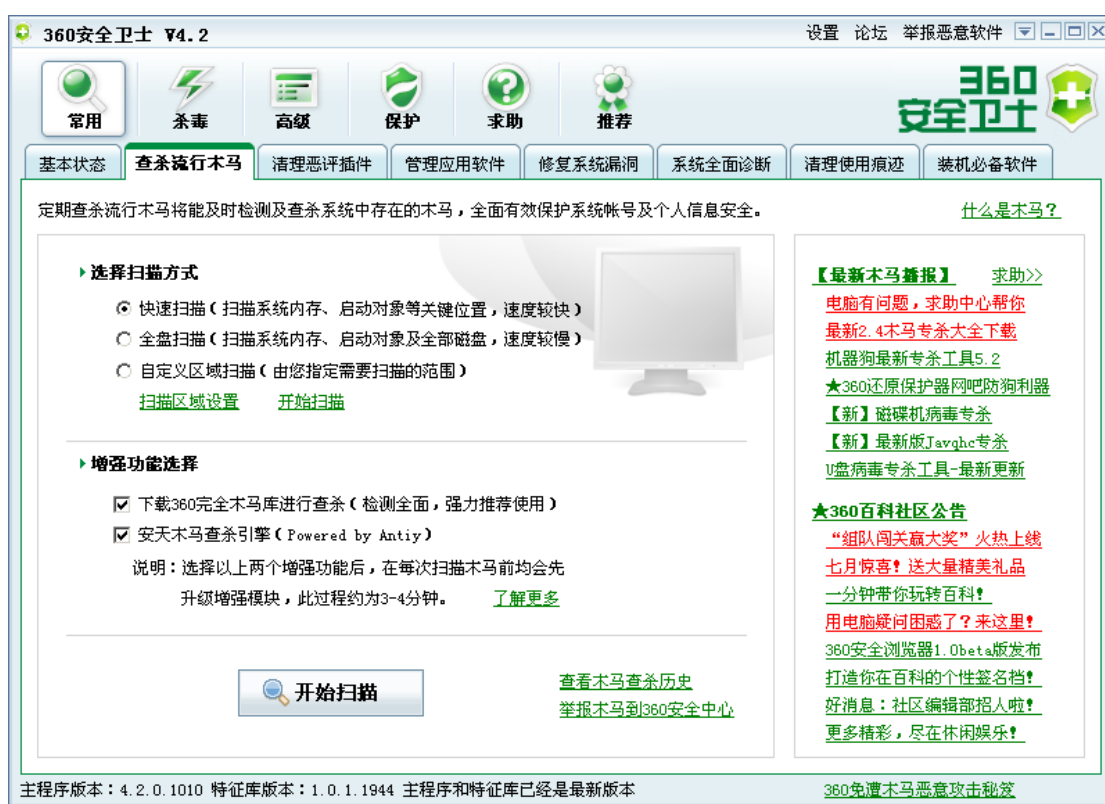 360安全卫士 V4.2
设置 论坛 举报恶意软件
常用 杀毒 高级 保护 求助 推荐
360
安全卫士
基本状态 查杀流行木马 清理恶评插件 管理应用软件 修复系统漏洞 系统全面诊断 清理使用痕迹 装机必备软件
定期查杀流行木马将能及时检测及查杀系统中存在的木马，全面有效保护系统帐号及个人信息安全。
什么是木马？
选择扫描方式
快速扫描(扫描系统内存、启动对象等关键位置，速度较快)
全盘扫描(扫描系统内存、启动对象及全部磁盘，速度较慢)
自定义区域扫描(由您指定需要扫描的范围)
扫描区域设置 开始扫描
增强功能选择
下载360完全木马库进行查杀(检测全面，强力推荐使用)
安天木马查杀引擎(Powered by Antiy)
说明：选择以上两个增强功能后，在每次扫描木马前均会先
升级增强模块，此过程约为3-4分钟。 了解更多
开始扫描
查看木马查杀历史
举报木马到360安全中心
【最新木马播报】 求助>>
电脑有问题，求助中心帮你
最新2.4木马专杀大全下载
机器狗最新专杀工具5.2
★360还原保护器网吧防狗利器
【新】磁碟机病毒专杀
【新】最新版Javqhc专杀
U盘病毒专杀工具-最新更新
★360百科社区公告
“组队闯关赢大奖”火热上线
七月惊喜！送大量精美礼品
一分钟带你玩转百科！
用电脑疑问困惑了？来这里！
360安全浏览器1.0beta版发布
打造你在百科的个性签名档！
好消息：社区编辑部招人啦！
更多精彩，尽在休闲娱乐！
主程序版本：4.2.0.1010 特征库版本：1.0.1.1944 主程序和特征库已经是最新版本
360免遭木马恶意攻击秘笈